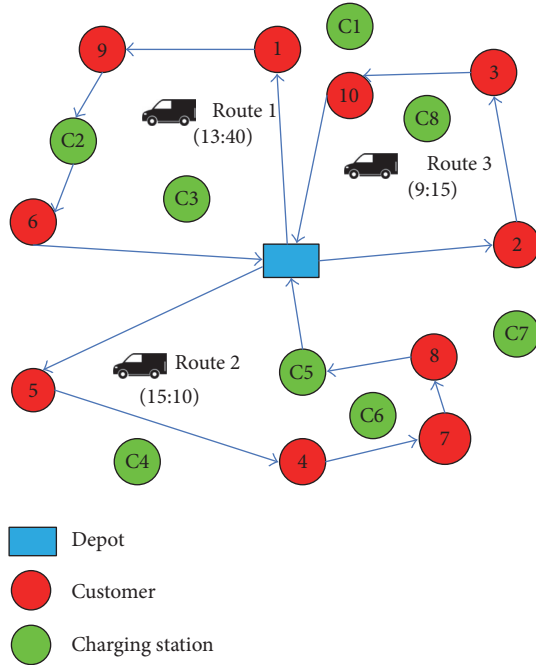 C1
9
1
3
10
C8
Route 1
(13:40)
C2
Route 3
(9:15)
C3
6
2
C7
8
Route 2
(15:10)
C5
5
C6
7
C4
4
Depot
Customer
Charging station